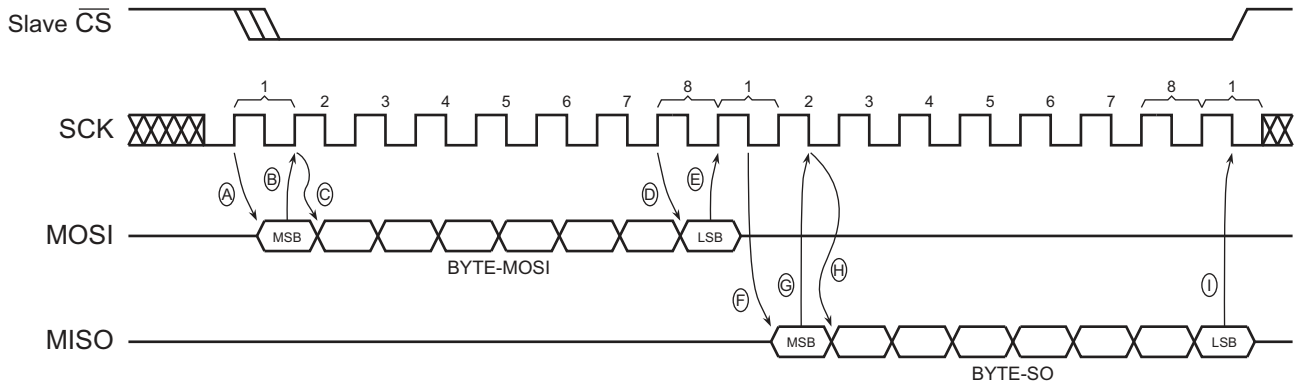 Slave CS
1 2 3 4 5 6 7 8 1 2 3 4 5 6 7 8 1
SCK
A B C D E
MOSI MSB LSB
BYTE-MOSI
F G H I
MISO MSB LSB
BYTE-SO